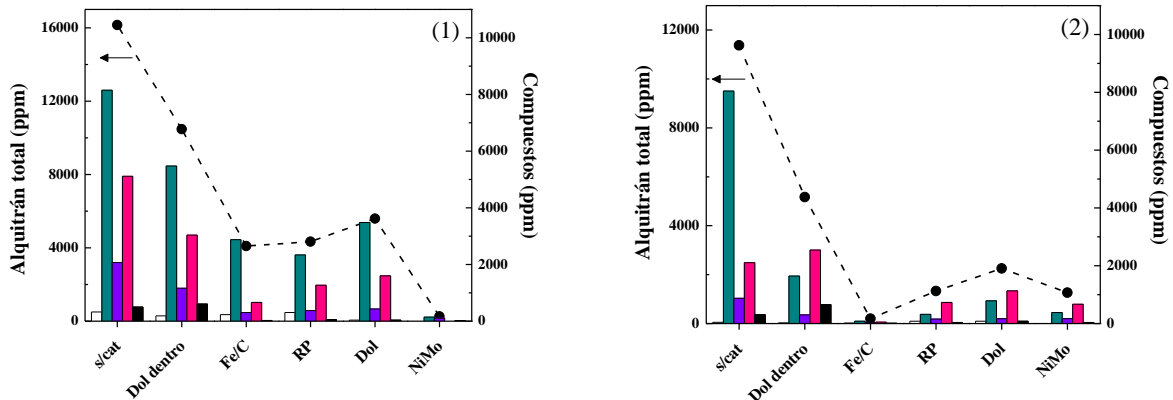 (1)
16000
12000
8000
4000
0
Alquitrán total (ppm)
10000
8000
6000
4000
2000
0
Compuestos (ppm)
s/cat
Dol dentro
Fe/C
RP
Dol
NiMo
(2)
12000
8000
4000
0
Alquitrán total (ppm)
10000
8000
6000
4000
2000
0
Compuestos (ppm)
s/cat
Dol dentro
Fe/C
RP
Dol
NiMo